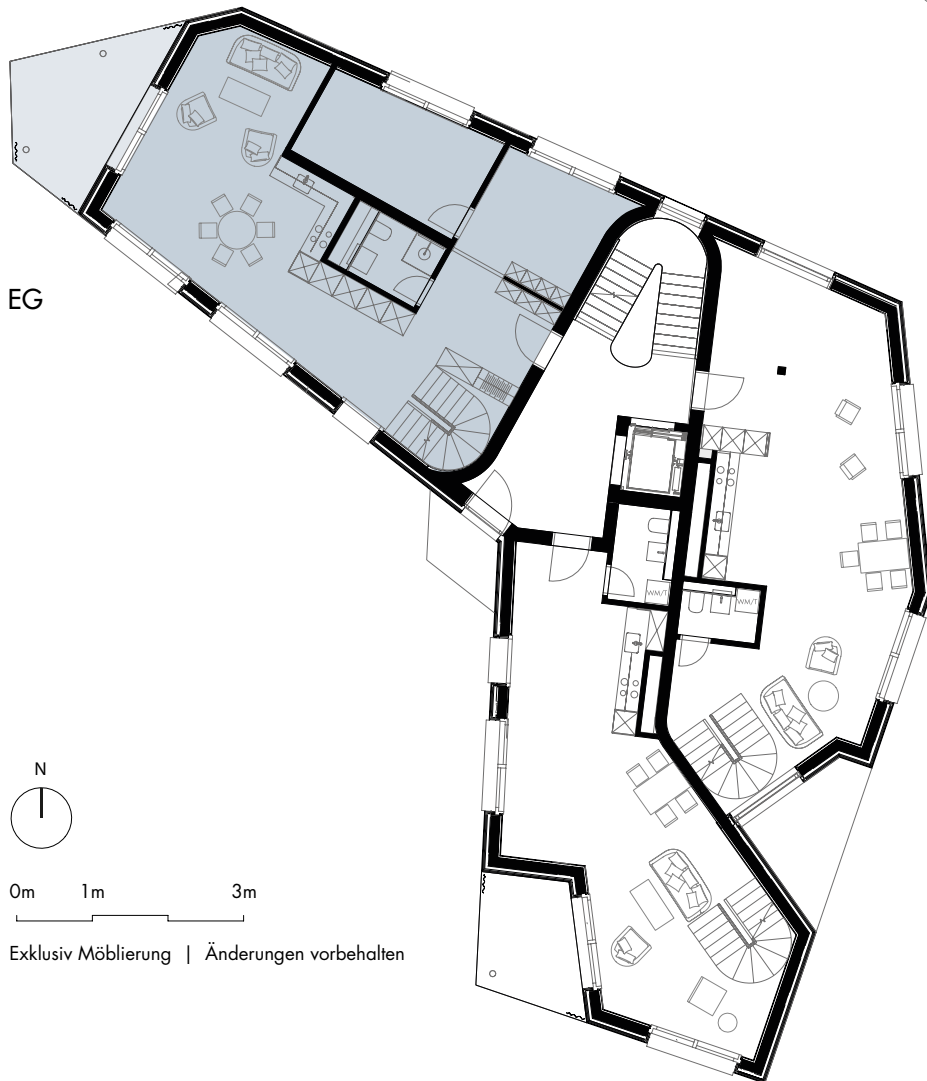 EG
WM/T
WM/T
N
0m 1m 3m
Exklusiv Möblierung | Änderungen vorbehalten